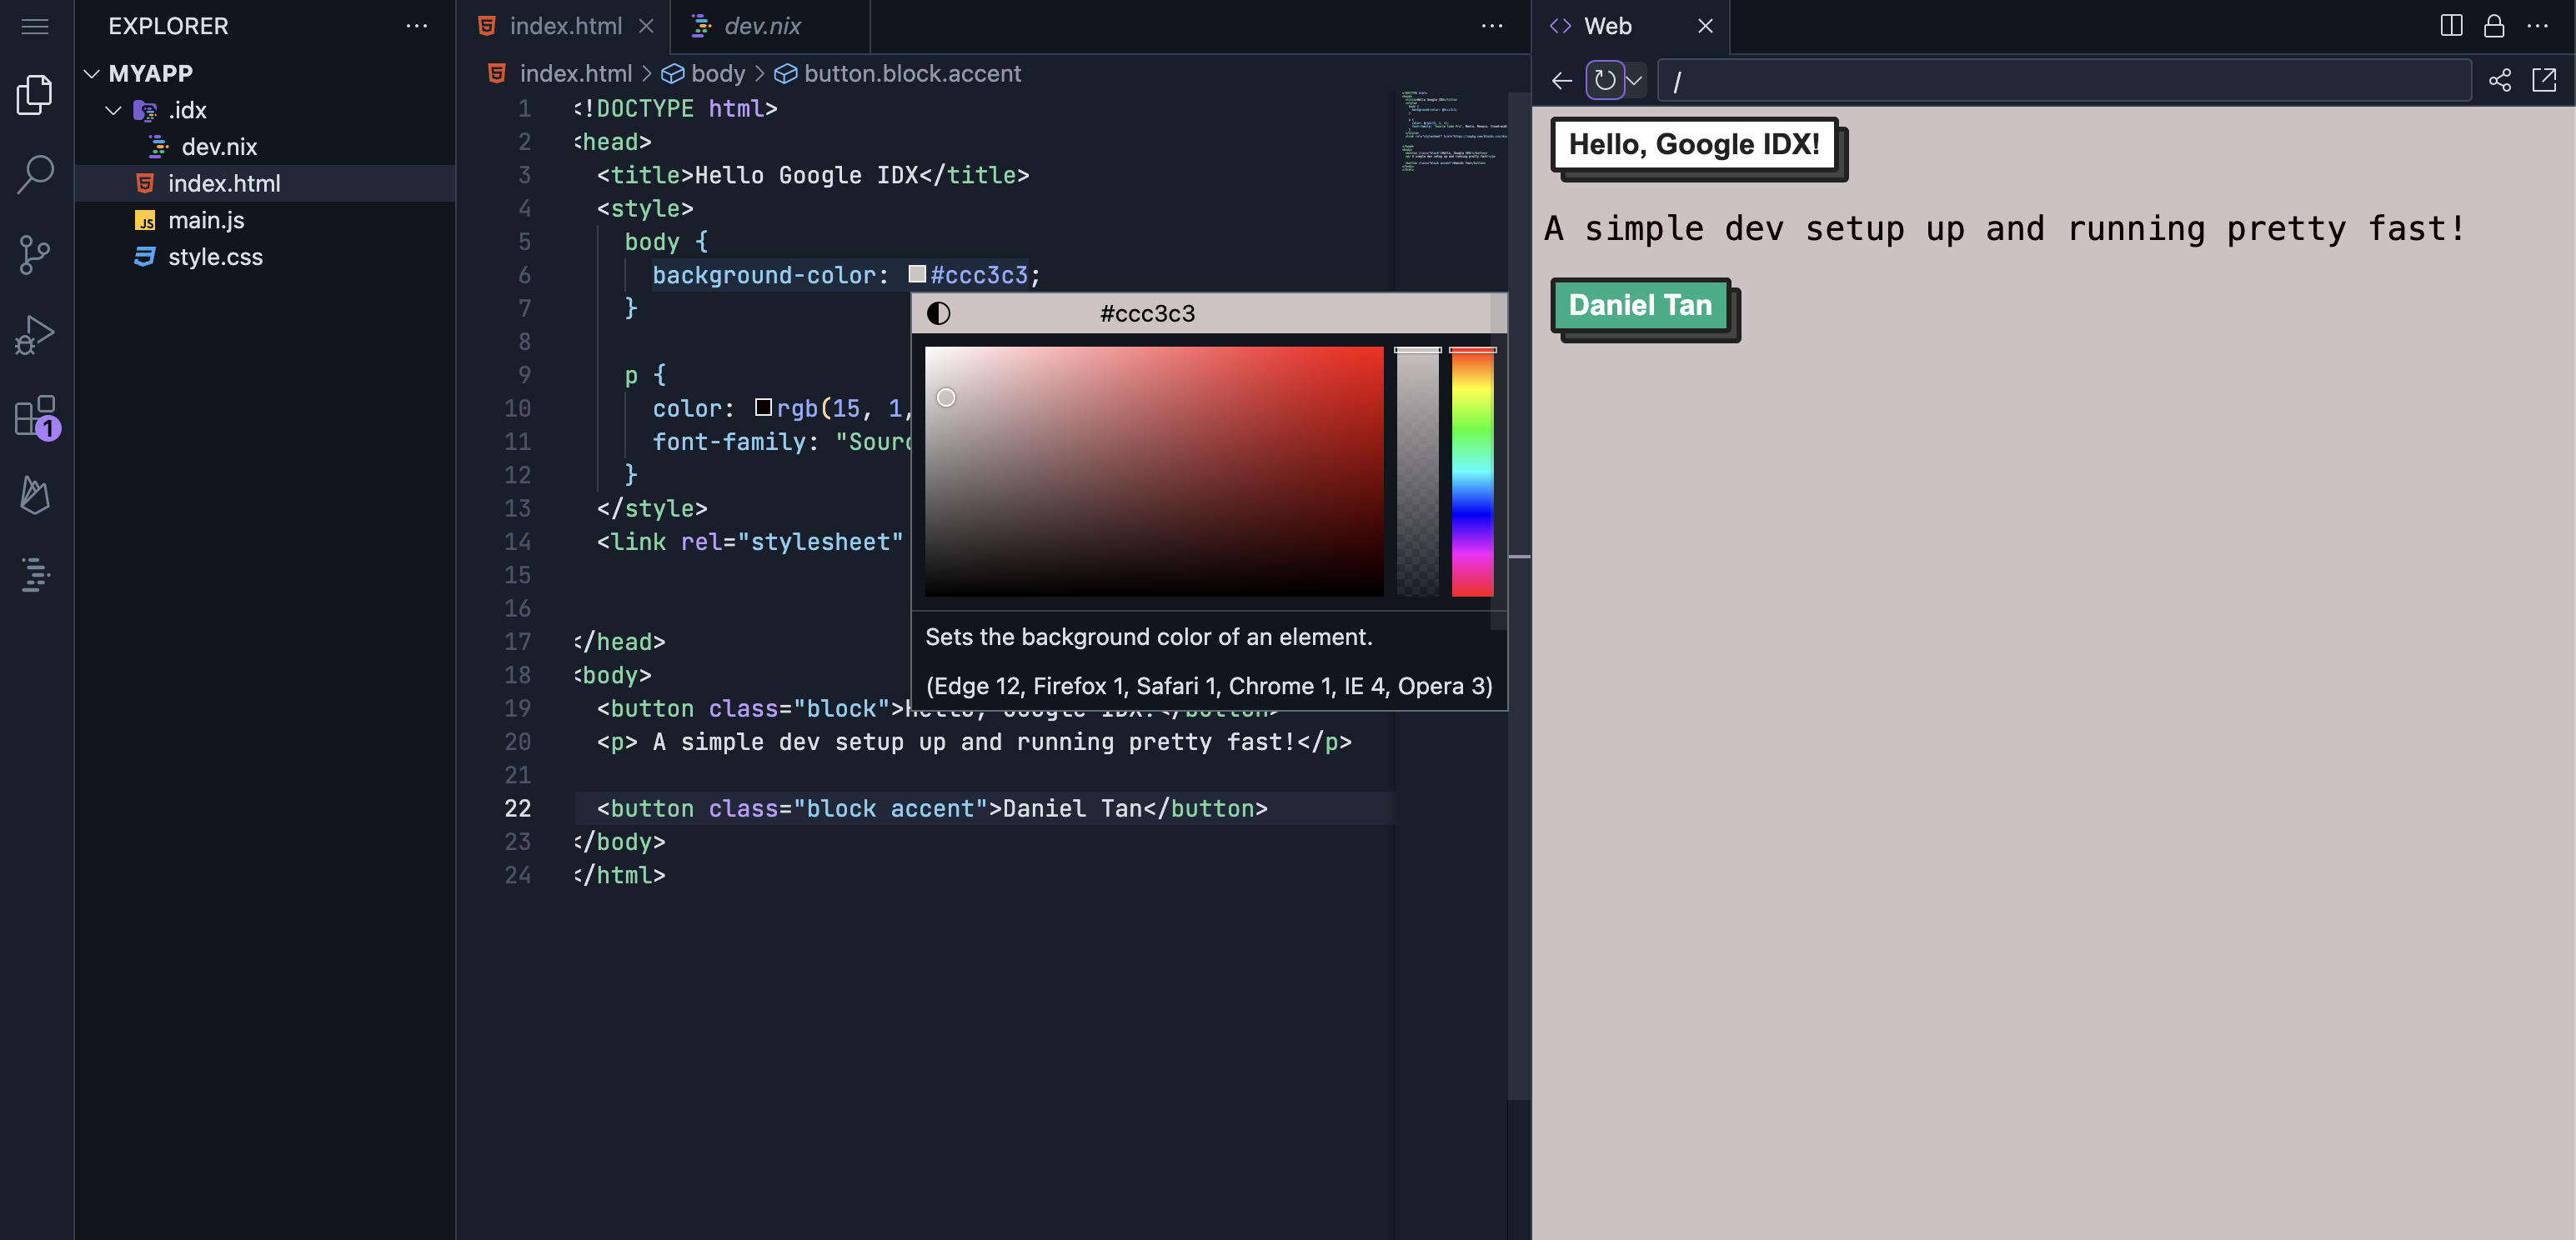 EXPLORER
MYAPP
.idx
dev.nix
index.html
main.js
style.css
1
index.html
dev.nix
index.html > body > button.block.accent
1 <!DOCTYPE html>
2 <head>
3 <title>Hello Google IDX</title>
4 <style>
5 body {
6 background-color: #ccc3c3;
7 }
8
9 p {
10 color: rgb(15, 1,
11 font-family: "Sourc
12 }
13 </style>
14 <link rel="stylesheet"
15
16
17 </head>
18 <body>
19 <button class="block">Hello, Google IDX!</button>
20 <p> A simple dev setup up and running pretty fast!</p>
21
22 <button class="block accent">Daniel Tan</button>
23 </body>
24 </html>
#ccc3c3
Sets the background color of an element.
(Edge 12, Firefox 1, Safari 1, Chrome 1, IE 4, Opera 3)
Web
/
Hello, Google IDX!
A simple dev setup up and running pretty fast!
Daniel Tan